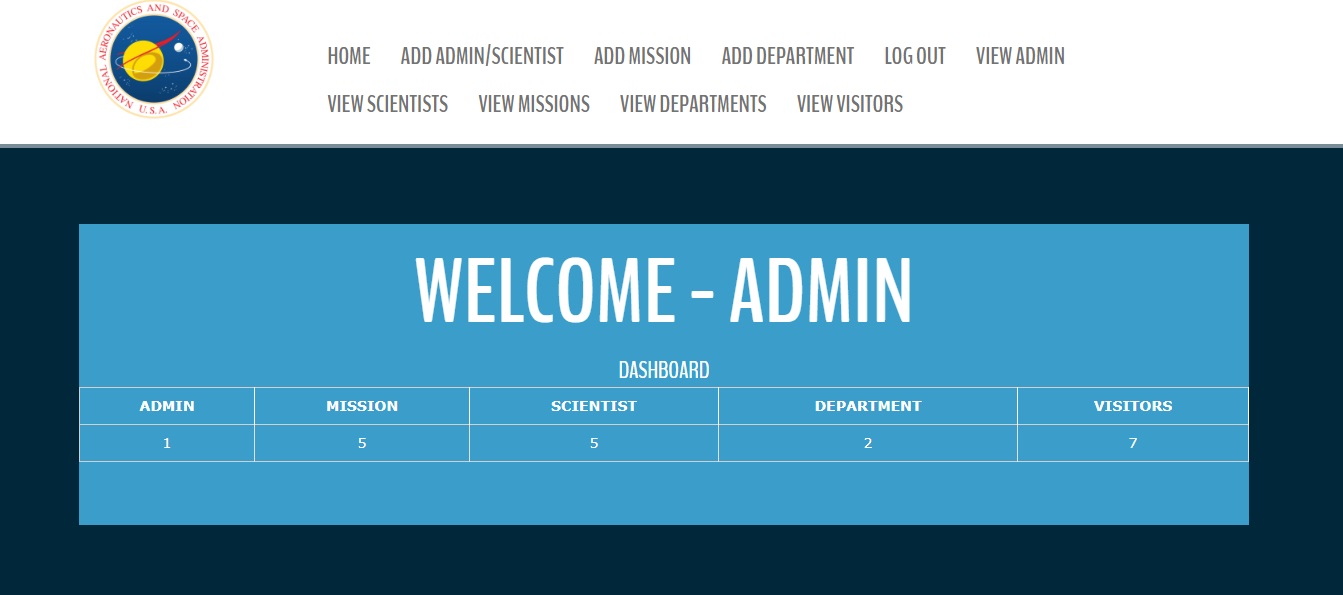 NATIONAL AERONAUTICS AND SPACE ADMINISTRATION
U.S.A.
HOME ADD ADMIN/SCIENTIST ADD MISSION ADD DEPARTMENT LOG OUT VIEW ADMIN
VIEW SCIENTISTS VIEW MISSIONS VIEW DEPARTMENTS VIEW VISITORS
WELCOME - ADMIN
DASHBOARD
ADMIN MISSION SCIENTIST DEPARTMENT VISITORS
1 5 5 2 7